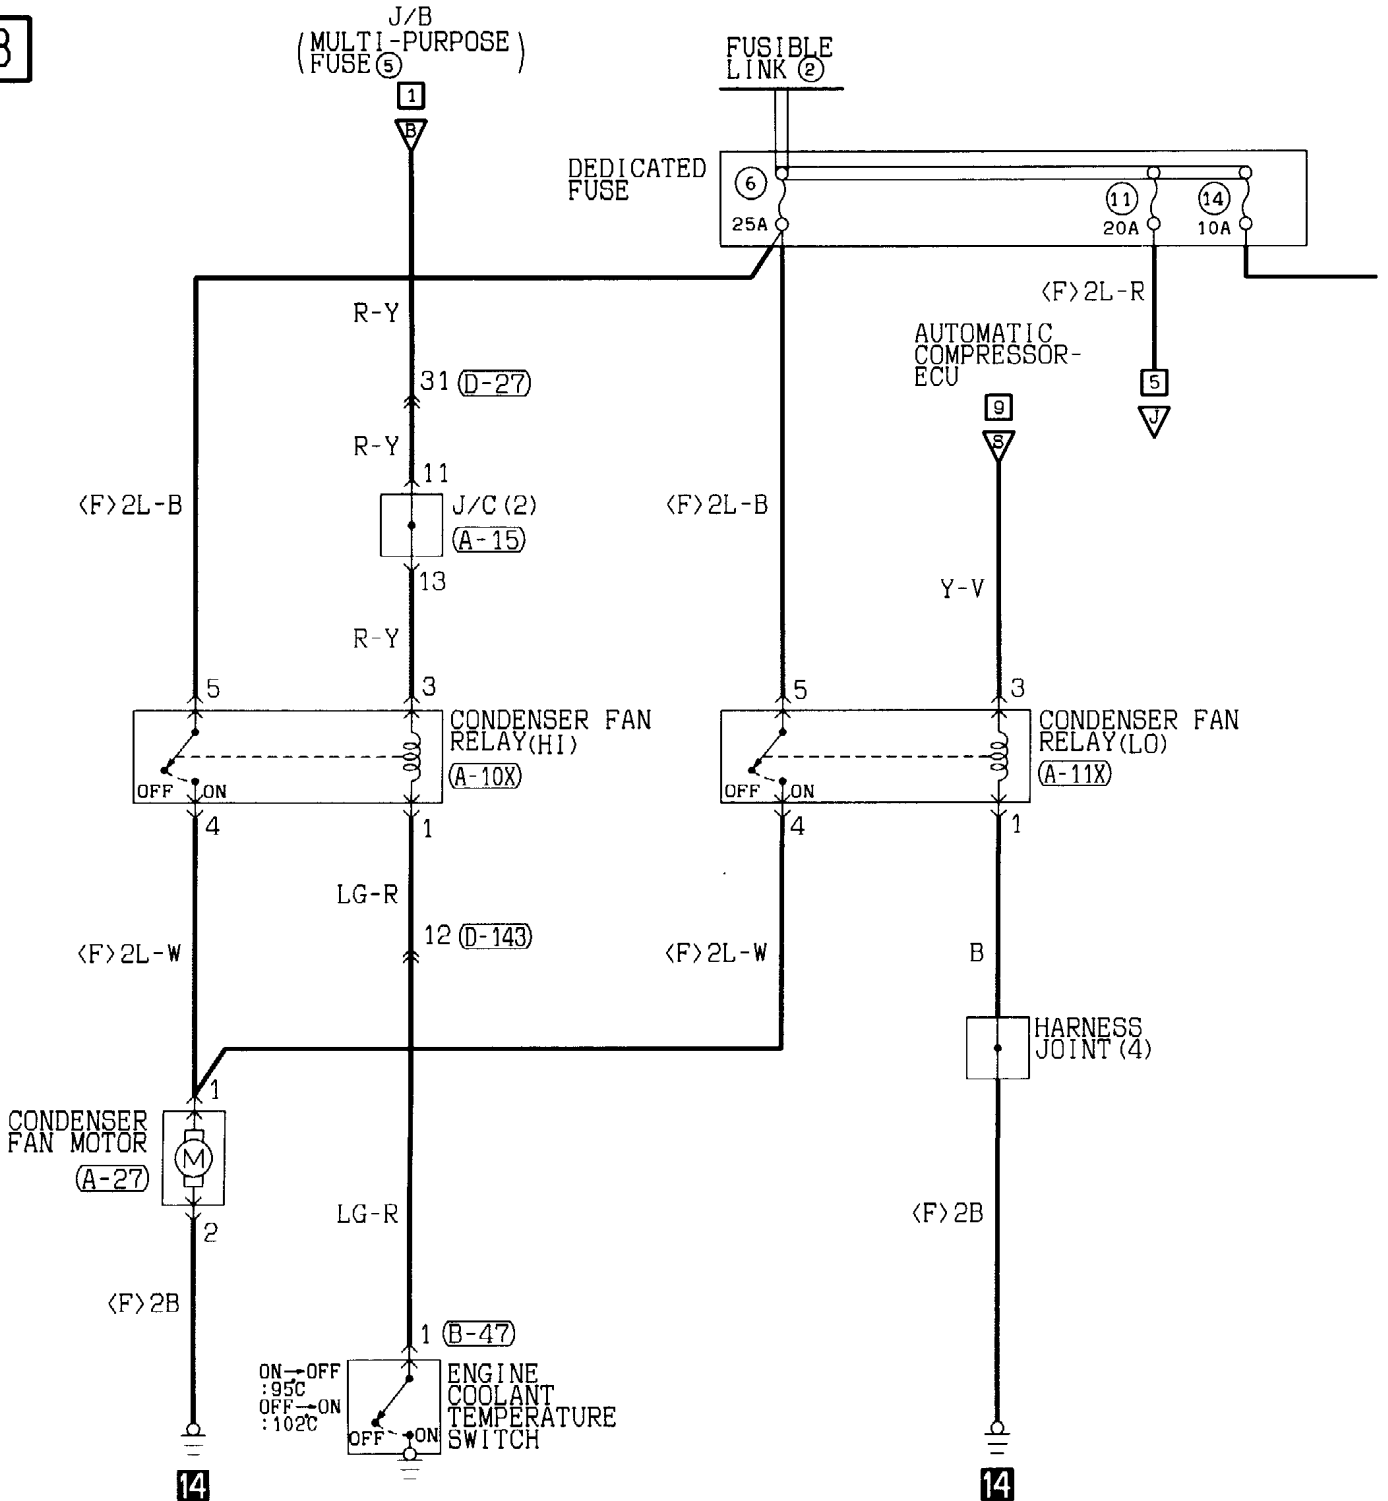 J/B
(MULTI-PURPOSE
FUSE⑤)
1
B
FUSIBLE
LINK ②
DEDICATED
FUSE
⑥
25A
⑪
20A
⑭
10A
R-Y
<F>2L-R
AUTOMATIC
COMPRESSOR-
ECU
5
J
9
S
31 (D-27)
R-Y
11
<F>2L-B
J/C(2)
(A-15)
<F>2L-B
13
Y-V
R-Y
5
3
5
3
CONDENSER FAN
RELAY(HI)
(A-10X)
OFF
ON
CONDENSER FAN
RELAY(LO)
(A-11X)
OFF
ON
4
1
4
1
LG-R
12 (D-143)
<F>2L-W
<F>2L-W
B
HARNESS
JOINT(4)
1
CONDENSER
FAN MOTOR
(A-27)
M
2
LG-R
<F>2B
<F>2B
1 (B-47)
ON→OFF
:95°C
OFF→ON
:102°C
OFF
ON
ENGINE
COOLANT
TEMPERATURE
SWITCH
14
14